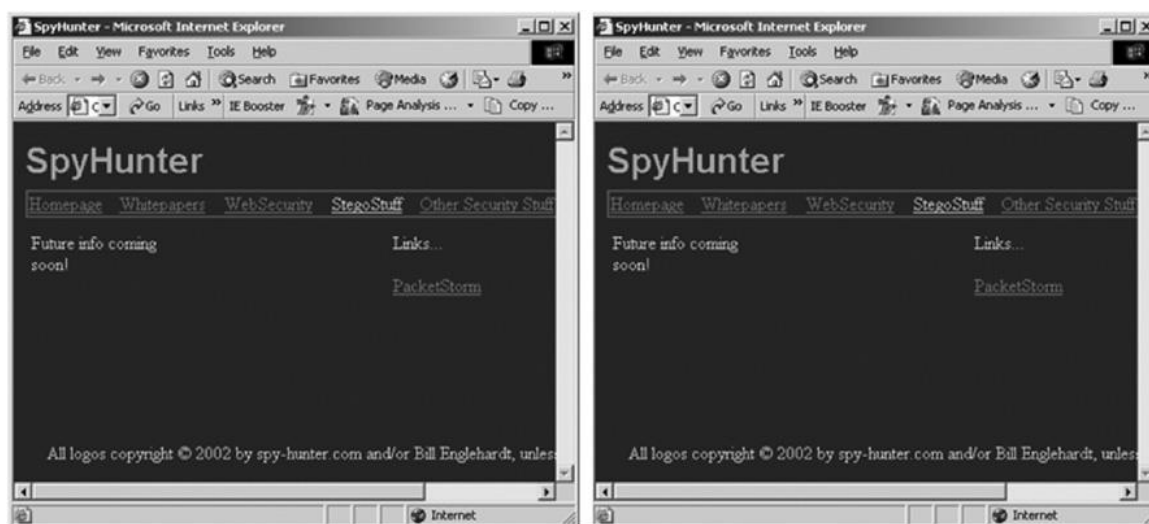 SpyHunter - Microsoft Internet Explorer
File Edit View Favorites Tools Help
Back Search Favorites Media »
Address C Go Links » IE Booster Page Analysis ... Copy ...
SpyHunter
Homepage Whitepapers WebSecurity StegoStuff Other Security Stuff
Future info coming
soon!
Links...
PacketStorm
All logos copyright © 2002 by spy-hunter.com and/or Bill Englehardt, unles
Internet
SpyHunter - Microsoft Internet Explorer
File Edit View Favorites Tools Help
Back Search Favorites Media »
Address C Go Links » IE Booster Page Analysis ... Copy ...
SpyHunter
Homepage Whitepapers WebSecurity StegoStuff Other Security Stuff
Future info coming
soon!
Links...
PacketStorm
All logos copyright © 2002 by spy-hunter.com and/or Bill Englehardt, unles
Internet